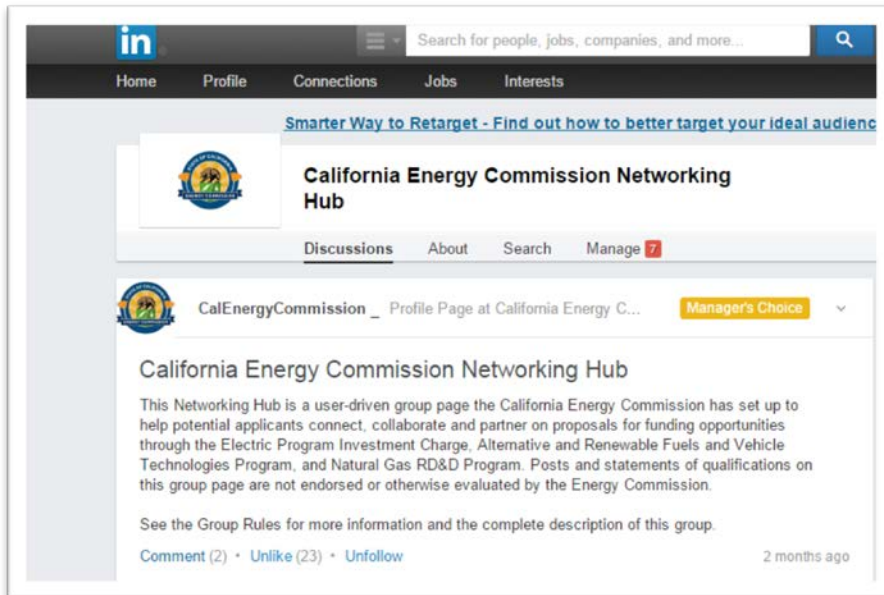 in
Search for people, jobs, companies, and more...
Home Profile Connections Jobs Interests
Smarter Way to Retarget - Find out how to better target your ideal audienc
California Energy Commission Networking
Hub
Discussions About Search Manage 7
CalEnergyCommission _ Profile Page at California Energy C... Manager's Choice
California Energy Commission Networking Hub
This Networking Hub is a user-driven group page the California Energy Commission has set up to
help potential applicants connect, collaborate and partner on proposals for funding opportunities
through the Electric Program Investment Charge, Alternative and Renewable Fuels and Vehicle
Technologies Program, and Natural Gas RD&D Program. Posts and statements of qualifications on
this group page are not endorsed or otherwise evaluated by the Energy Commission.
See the Group Rules for more information and the complete description of this group.
Comment (2) • Unlike (23) • Unfollow 2 months ago